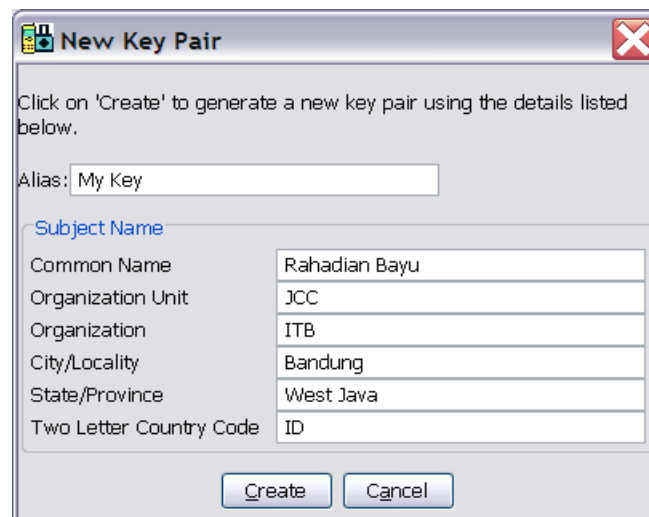 New Key Pair
Click on 'Create' to generate a new key pair using the details listed
below.
Alias: My Key
Subject Name
Common Name Rahadian Bayu
Organization Unit JCC
Organization ITB
City/Locality Bandung
State/Province West Java
Two Letter Country Code ID
Create Cancel